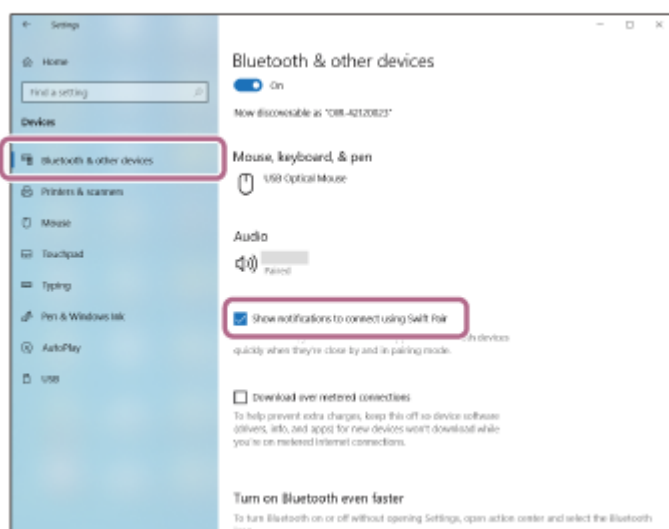 Settings
Home
Find a setting
Devices
Bluetooth & other devices
Printers & scanners
Mouse
Touchpad
Typing
Pen & Windows Ink
AutoPlay
USB
Bluetooth & other devices
On
Now discoverable as
Mouse, keyboard, & pen
USB Optical Mouse
Audio
Paired
Show notifications to connect using Swift Pair
devices
quickly when they're close by and in pairing mode.
Download over metered connections
To help prevent extra charges, keep this off so device software
(drivers, info, and apps) for new devices won't download while
you're on metered Internet connections.
Turn on Bluetooth even faster
To turn Bluetooth on or off without opening Settings, open action center and select the Bluetooth